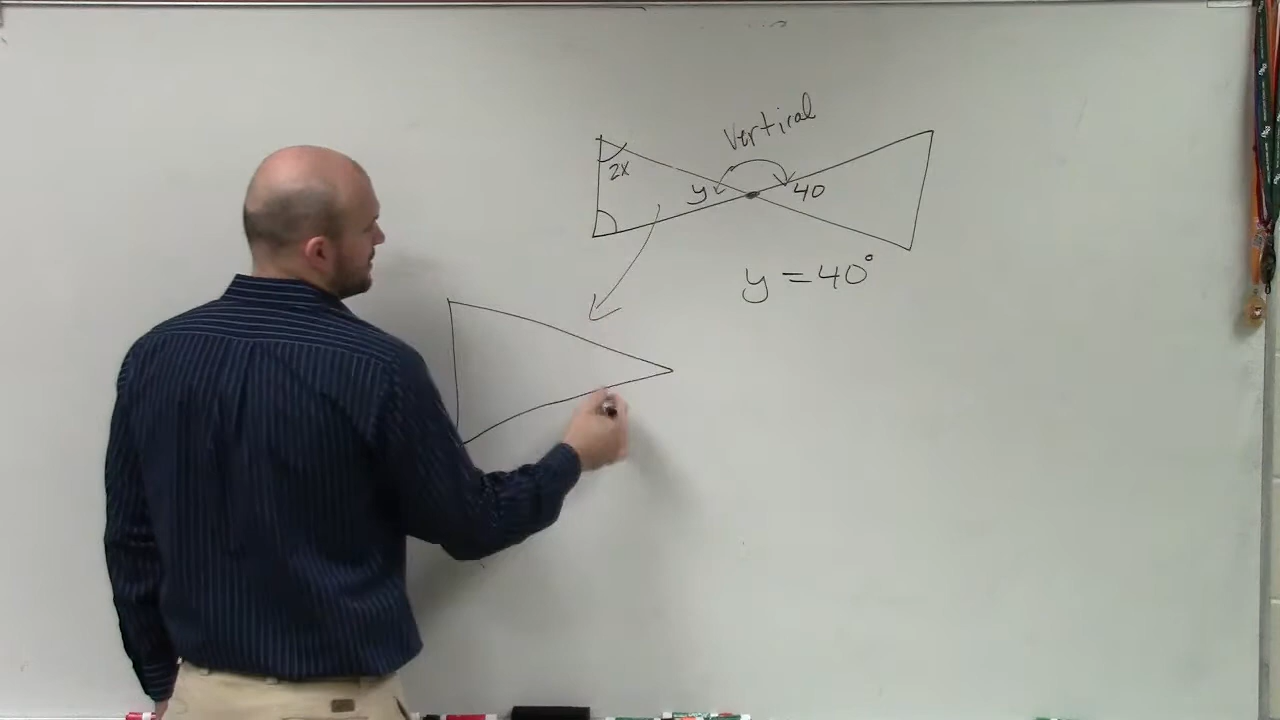 Vertical
2x
y 40
y = 40°